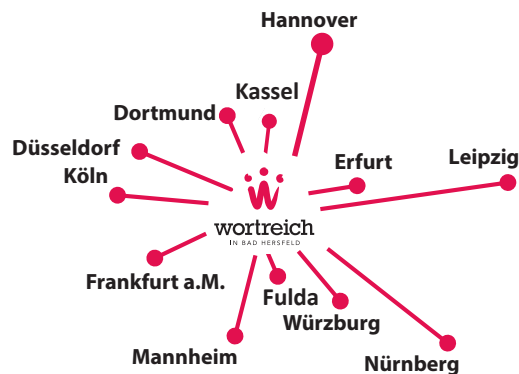 Hannover
Kassel
Dortmund
Düsseldorf
Erfurt
Leipzig
Köln
wortreich
IN BAD HERSFELD
Frankfurt a.M.
Fulda
Würzburg
Mannheim
Nürnberg